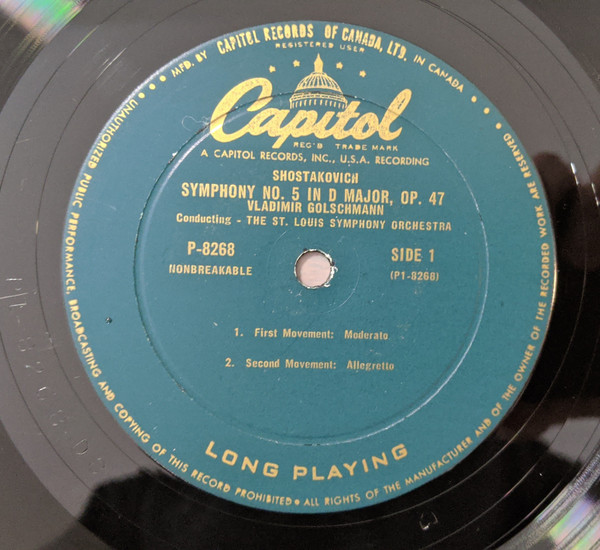 MFD. BY CAPITOL RECORDS OF CANADA, LTD. IN CANADA
REGISTERED USER
Capitol
REG'D TRADE MARK
A CAPITOL RECORDS, INC., U.S.A. RECORDING
SHOSTAKOVICH
SYMPHONY NO. 5 IN D MAJOR, OP. 47
VLADIMIR GOLSCHMANN
Conducting - THE ST. LOUIS SYMPHONY ORCHESTRA
P-8268 SIDE 1
NONBREAKABLE (P1-8268)
1. First Movement: Moderato
2. Second Movement: Allegretto
LONG PLAYING
UNAUTHORIZED PUBLIC PERFORMANCE, BROADCASTING AND COPYING OF THIS RECORD PROHIBITED • ALL RIGHTS OF THE MANUFACTURER AND OF THE OWNER OF THE RECORDED WORK ARE RESERVED